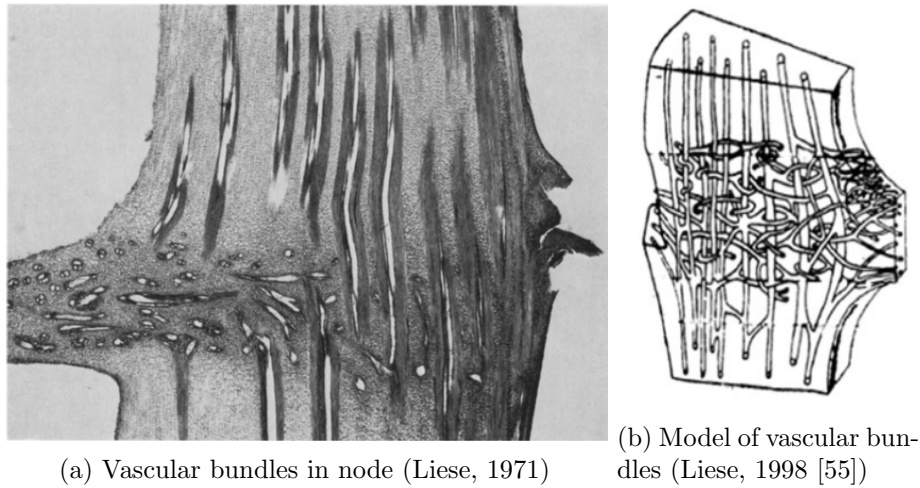 (a) Vascular bundles in node (Liese, 1971)
(b) Model of vascular bun-
dles (Liese, 1998 [55])